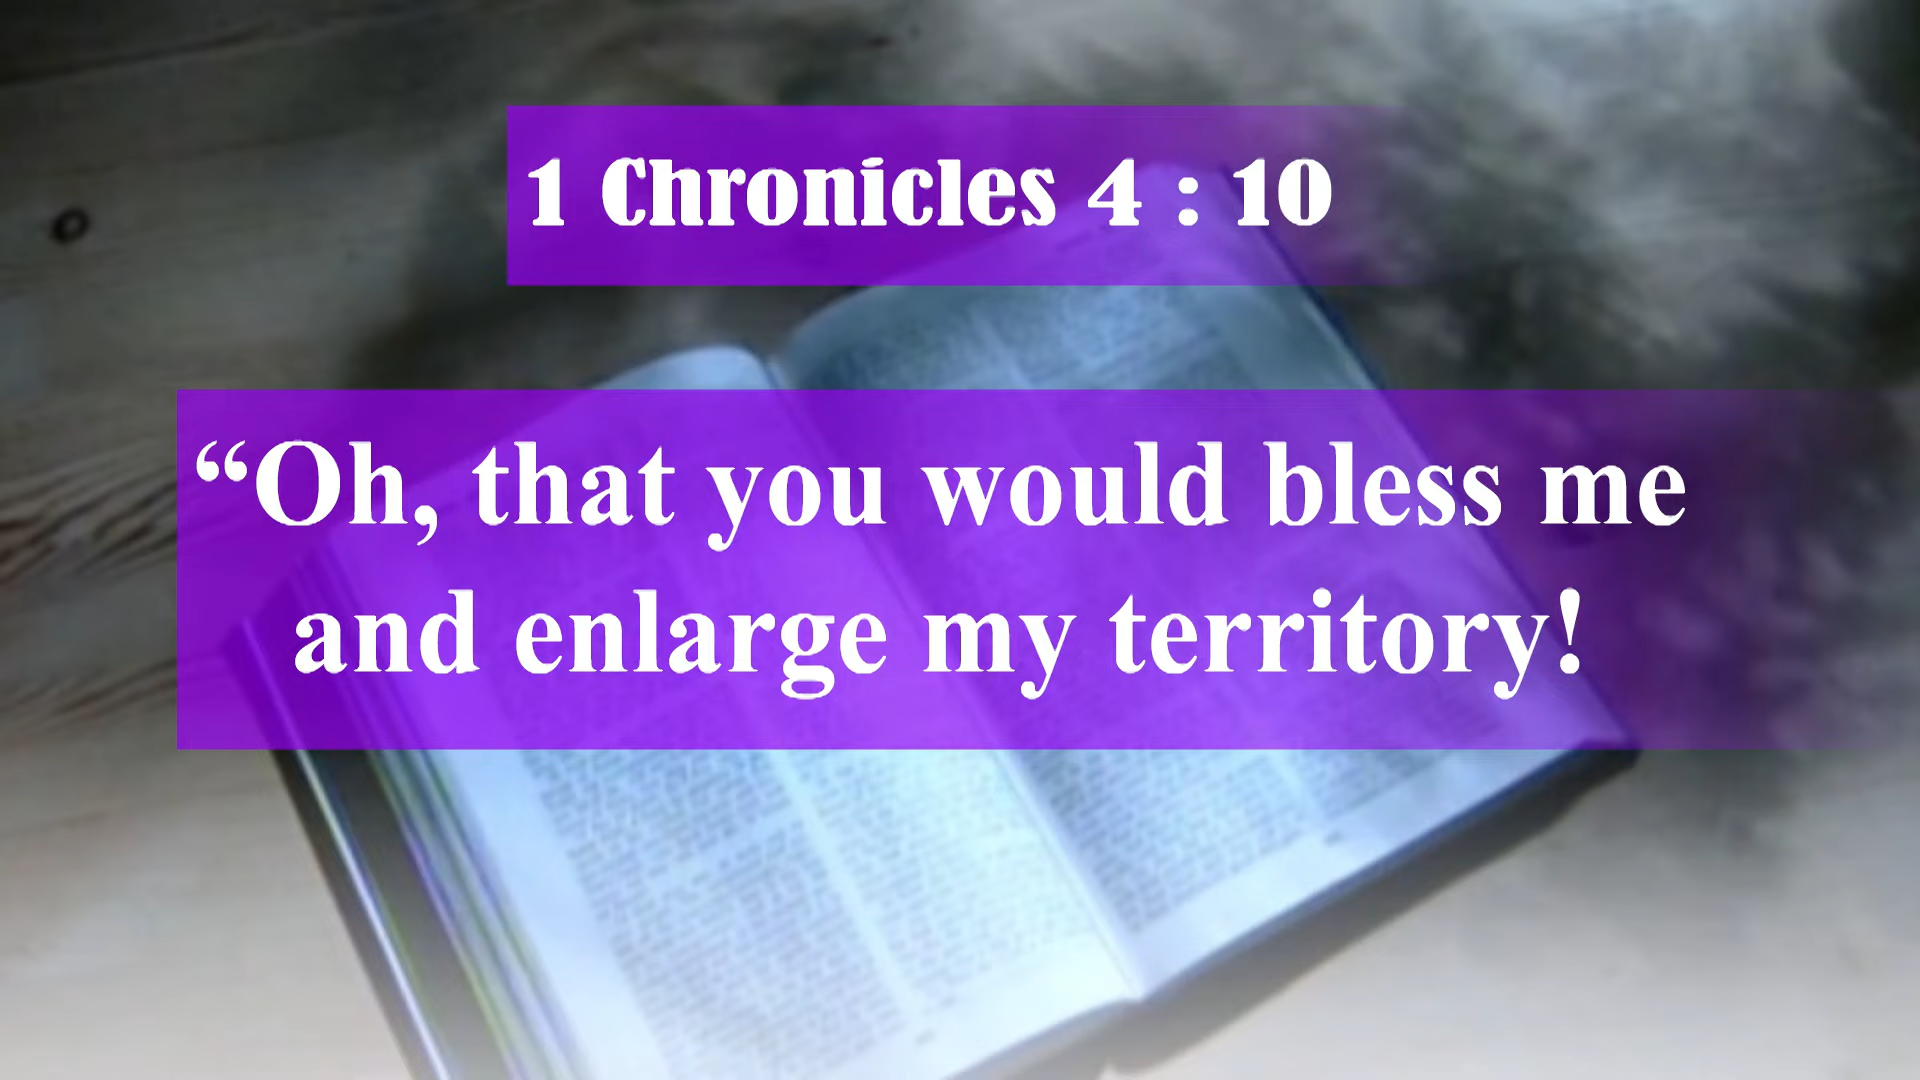 1 Chronicles 4 : 10
“Oh, that you would bless me
and enlarge my territory!